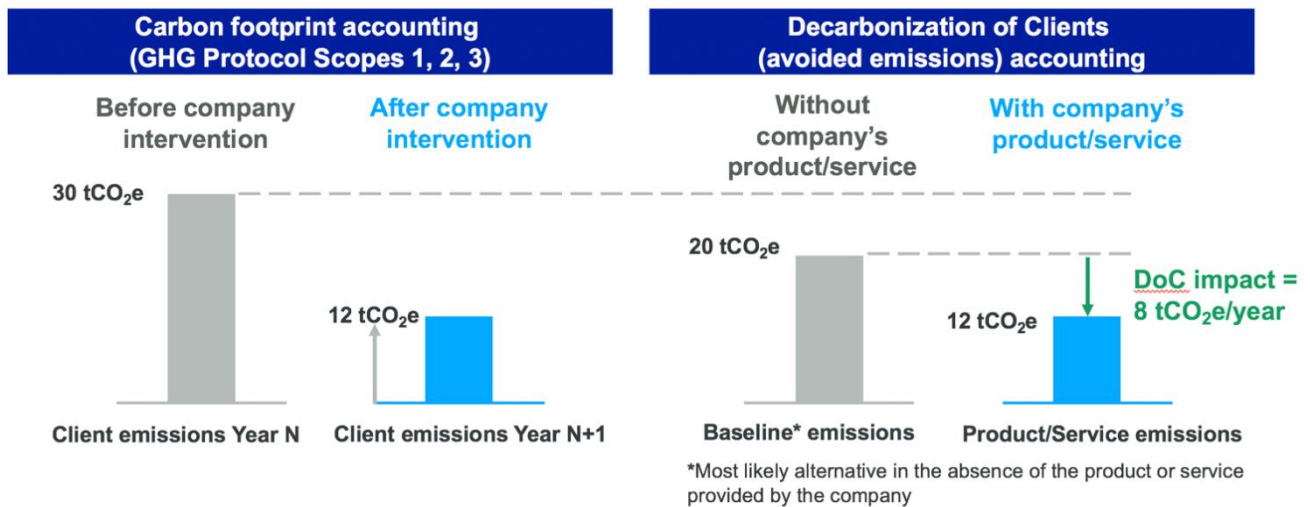 Carbon footprint accounting
(GHG Protocol Scopes 1, 2, 3)
Before company
intervention
After company
intervention
30 tCO₂e
12 tCO₂e
Client emissions Year N
Client emissions Year N+1
Decarbonization of Clients
(avoided emissions) accounting
Without
company’s
product/service
With company’s
product/service
20 tCO₂e
12 tCO₂e
DoC impact =
8 tCO₂e/year
Baseline* emissions
Product/Service emissions
*Most likely alternative in the absence of the product or service
provided by the company